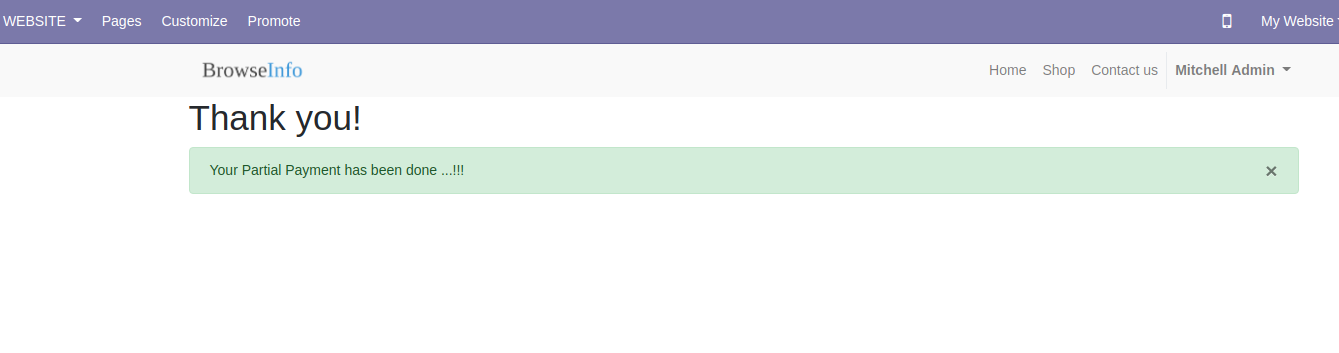 WEBSITE Pages Customize Promote My Website
BrowseInfo Home Shop Contact us Mitchell Admin
Thank you!
Your Partial Payment has been done ...!!! ×